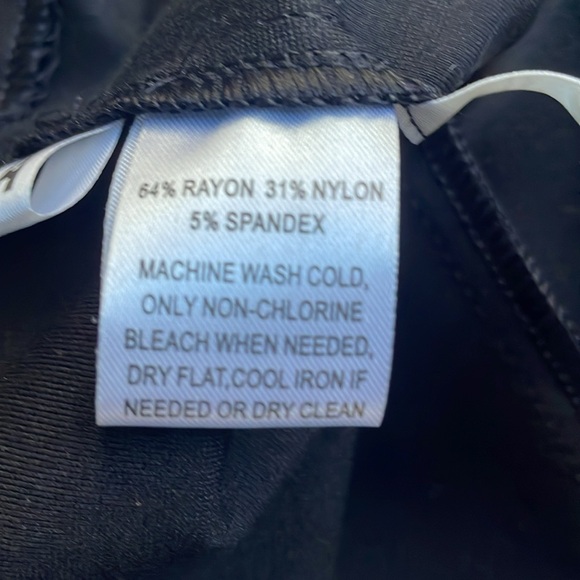 64% RAYON 31% NYLON
5% SPANDEX
MACHINE WASH COLD,
ONLY NON-CHLORINE
BLEACH WHEN NEEDED,
DRY FLAT,COOL IRON IF
NEEDED OR DRY CLEAN